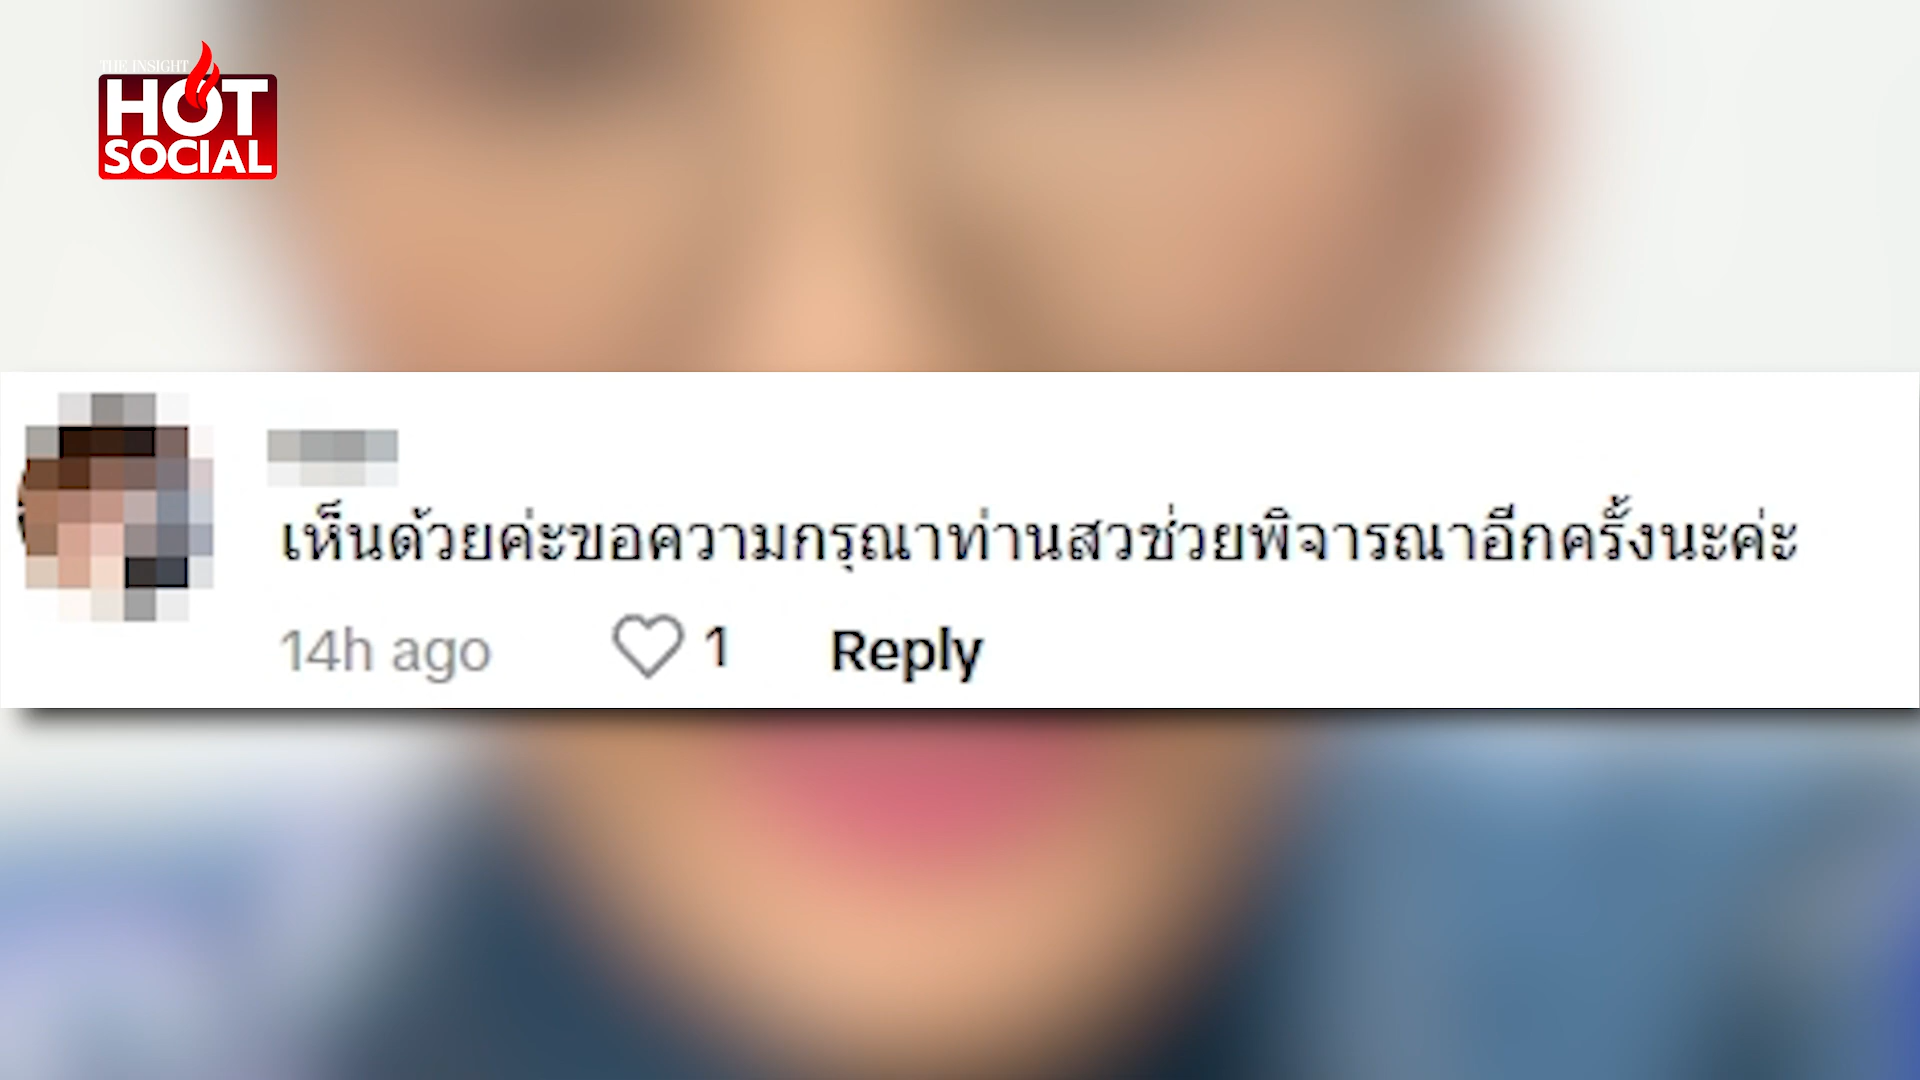 THE INSIGHT
HOT
SOCIAL
เห็นด้วยค่ะขอความกรุณาท่านสวช่วยพิจารณาอีกครั้งนะค่ะ
14h ago
1
Reply